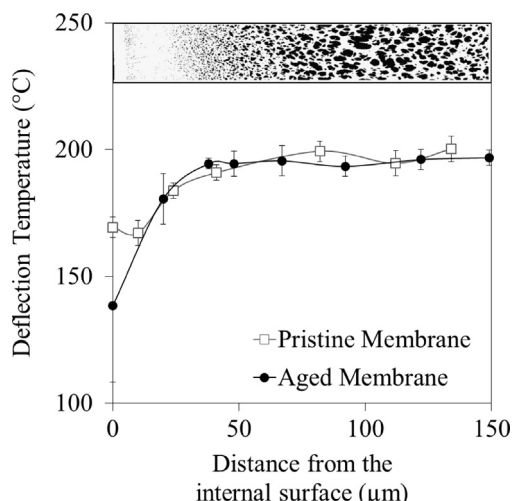 250
200
150
100
Deflection Temperature (°C)
Pristine Membrane
Aged Membrane
0
50
100
150
Distance from the
internal surface (μm)